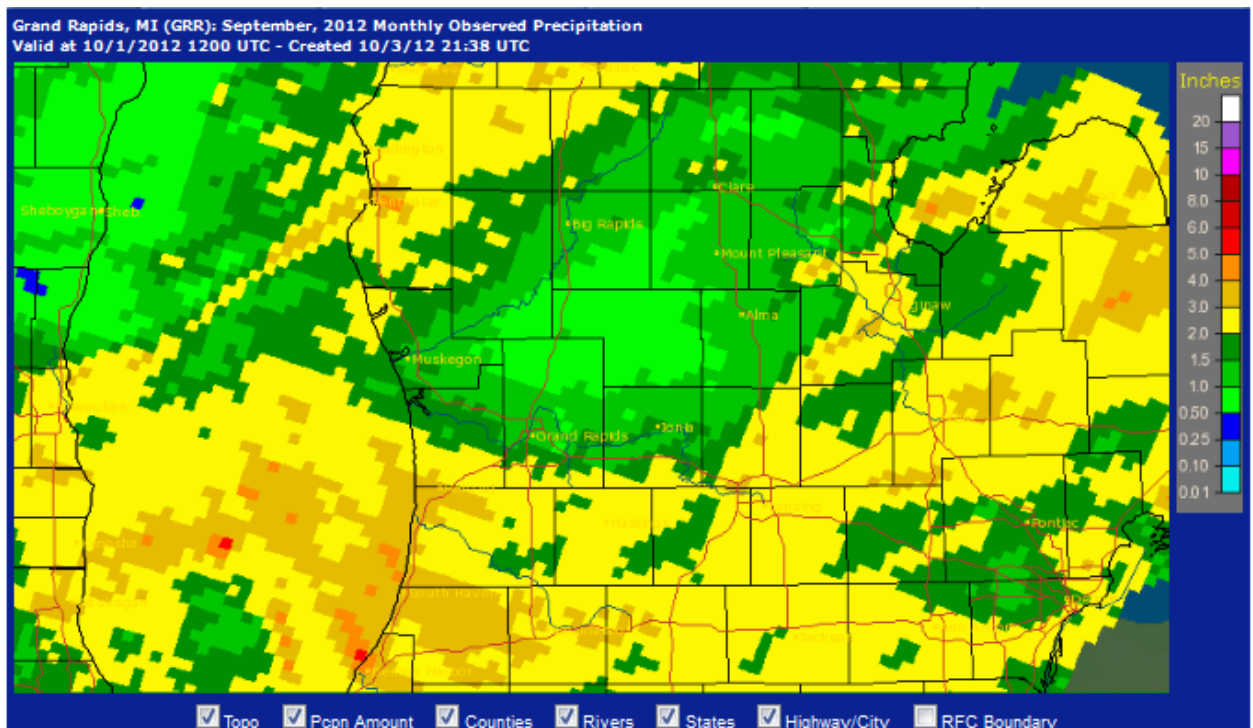 Grand Rapids, MI (GRR): September, 2012 Monthly Observed Precipitation
Valid at 10/1/2012 1200 UTC - Created 10/3/12 21:38 UTC
Inches
20
15
10
8.0
6.0
5.0
4.0
3.0
2.0
1.5
1.0
0.50
0.25
0.10
0.01
Clare
Sheboygan Sheb.
Big Rapids
Mount Pleasant
Alma
Muskegon
Grand Rapids
Ionia
Hastings
Pontiac
South Haven
Jackson
Topo Pcpn Amount Counties Rivers States Highway/City RFC Boundary